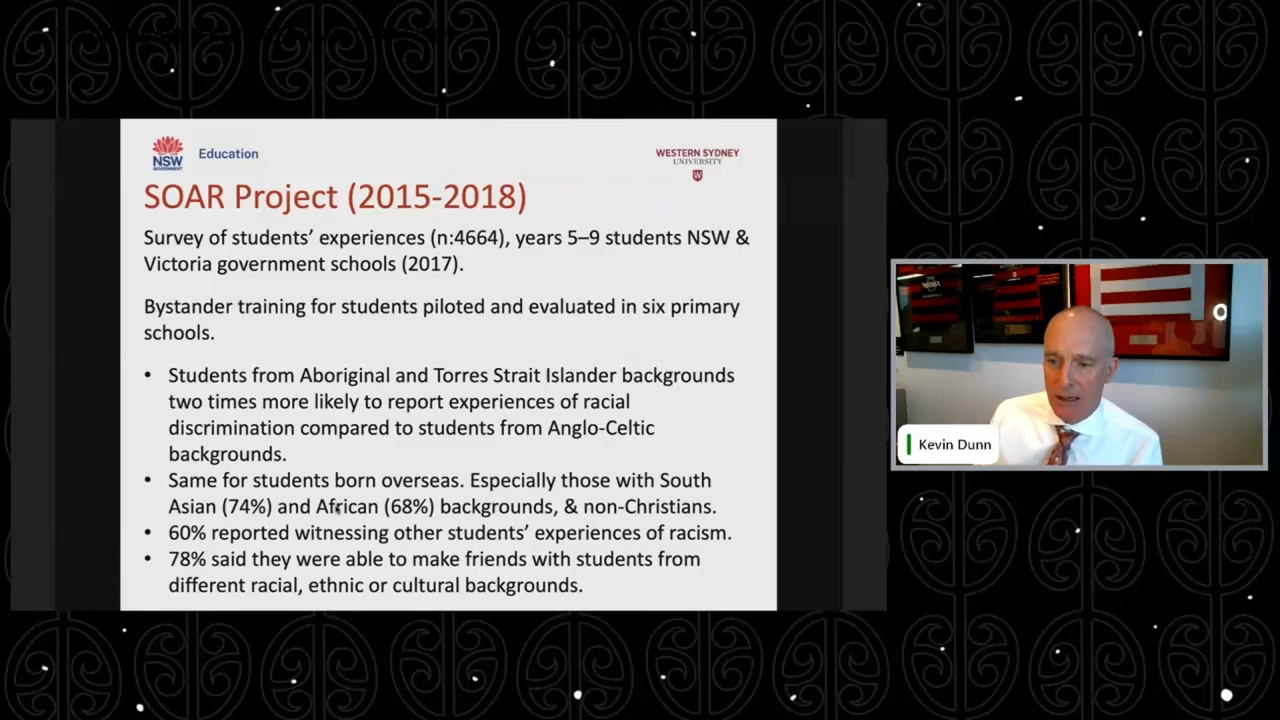 NSW
GOVERNMENT
Education
WESTERN SYDNEY
UNIVERSITY
W
SOAR Project (2015-2018)
Survey of students' experiences (n:4664), years 5–9 students NSW &
Victoria government schools (2017).
Bystander training for students piloted and evaluated in six primary
schools.
• Students from Aboriginal and Torres Strait Islander backgrounds
two times more likely to report experiences of racial
discrimination compared to students from Anglo-Celtic
backgrounds.
• Same for students born overseas. Especially those with South
Asian (74%) and African (68%) backgrounds, & non-Christians.
• 60% reported witnessing other students' experiences of racism.
• 78% said they were able to make friends with students from
different racial, ethnic or cultural backgrounds.
Kevin Dunn